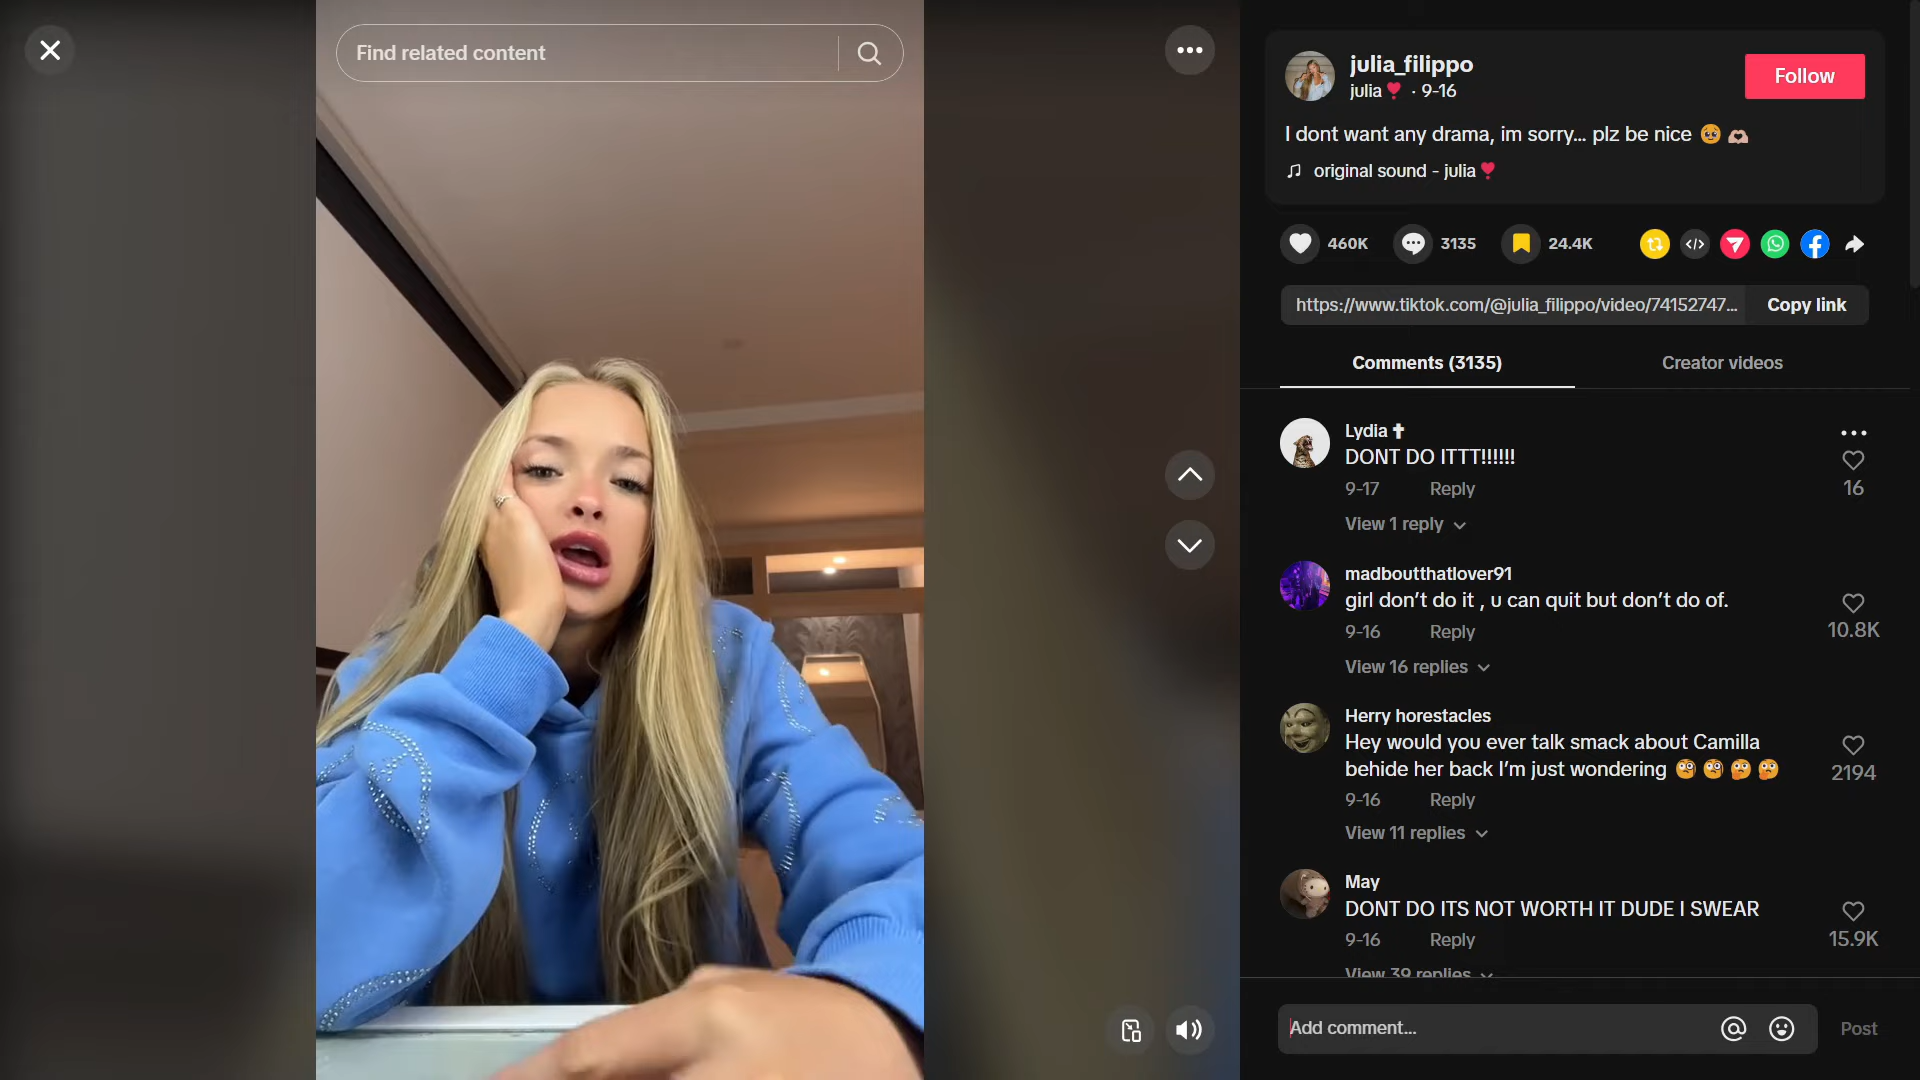 Find related content
julia_filippo
julia❣️ · 9-16
Follow
I dont want any drama, im sorry... plz be nice 🥹 🫶🏼
original sound - julia❣️
460K
3135
24.4K
https://www.tiktok.com/@julia_filippo/video/74152747...
Copy link
Comments (3135)
Creator videos
Lydia ✝
DONT DO ITTT!!!!!!
9-17 Reply
16
View 1 reply
madboutthatlover91
girl don’t do it , u can quit but don’t do of.
9-16 Reply
10.8K
View 16 replies
Herry horestacles
Hey would you ever talk smack about Camilla
behide her back I’m just wondering 🧐 🧐 🤔 🤔
9-16 Reply
2194
View 11 replies
May
DONT DO ITS NOT WORTH IT DUDE I SWEAR
9-16 Reply
15.9K
View 39 replies
Add comment...
Post